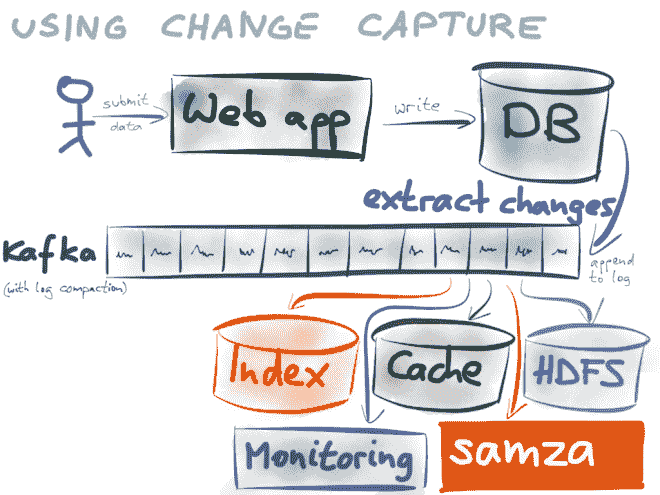 USING CHANGE CAPTURE
submit
data
Web app
write
DB
extract changes
Kafka
(with log compaction)
append
to log
Index
Cache
HDFS
Monitoring
samza